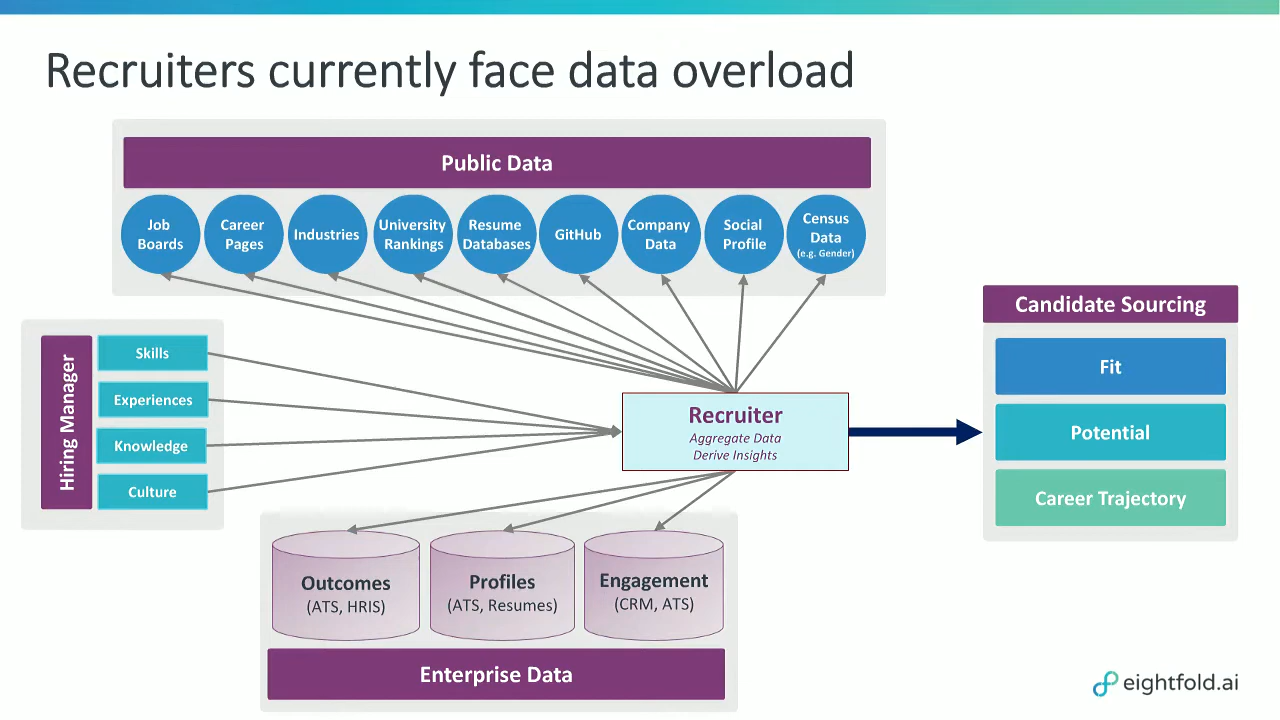 Recruiters currently face data overload
Public Data
Job
Boards
Career
Pages
Industries
University
Rankings
Resume
Databases
GitHub
Company
Data
Social
Profile
Census
Data
(e.g. Gender)
Hiring Manager
Skills
Experiences
Knowledge
Culture
Recruiter
Aggregate Data
Derive Insights
Candidate Sourcing
Fit
Potential
Career Trajectory
Outcomes
(ATS, HRIS)
Profiles
(ATS, Resumes)
Engagement
(CRM, ATS)
Enterprise Data
eightfold.ai